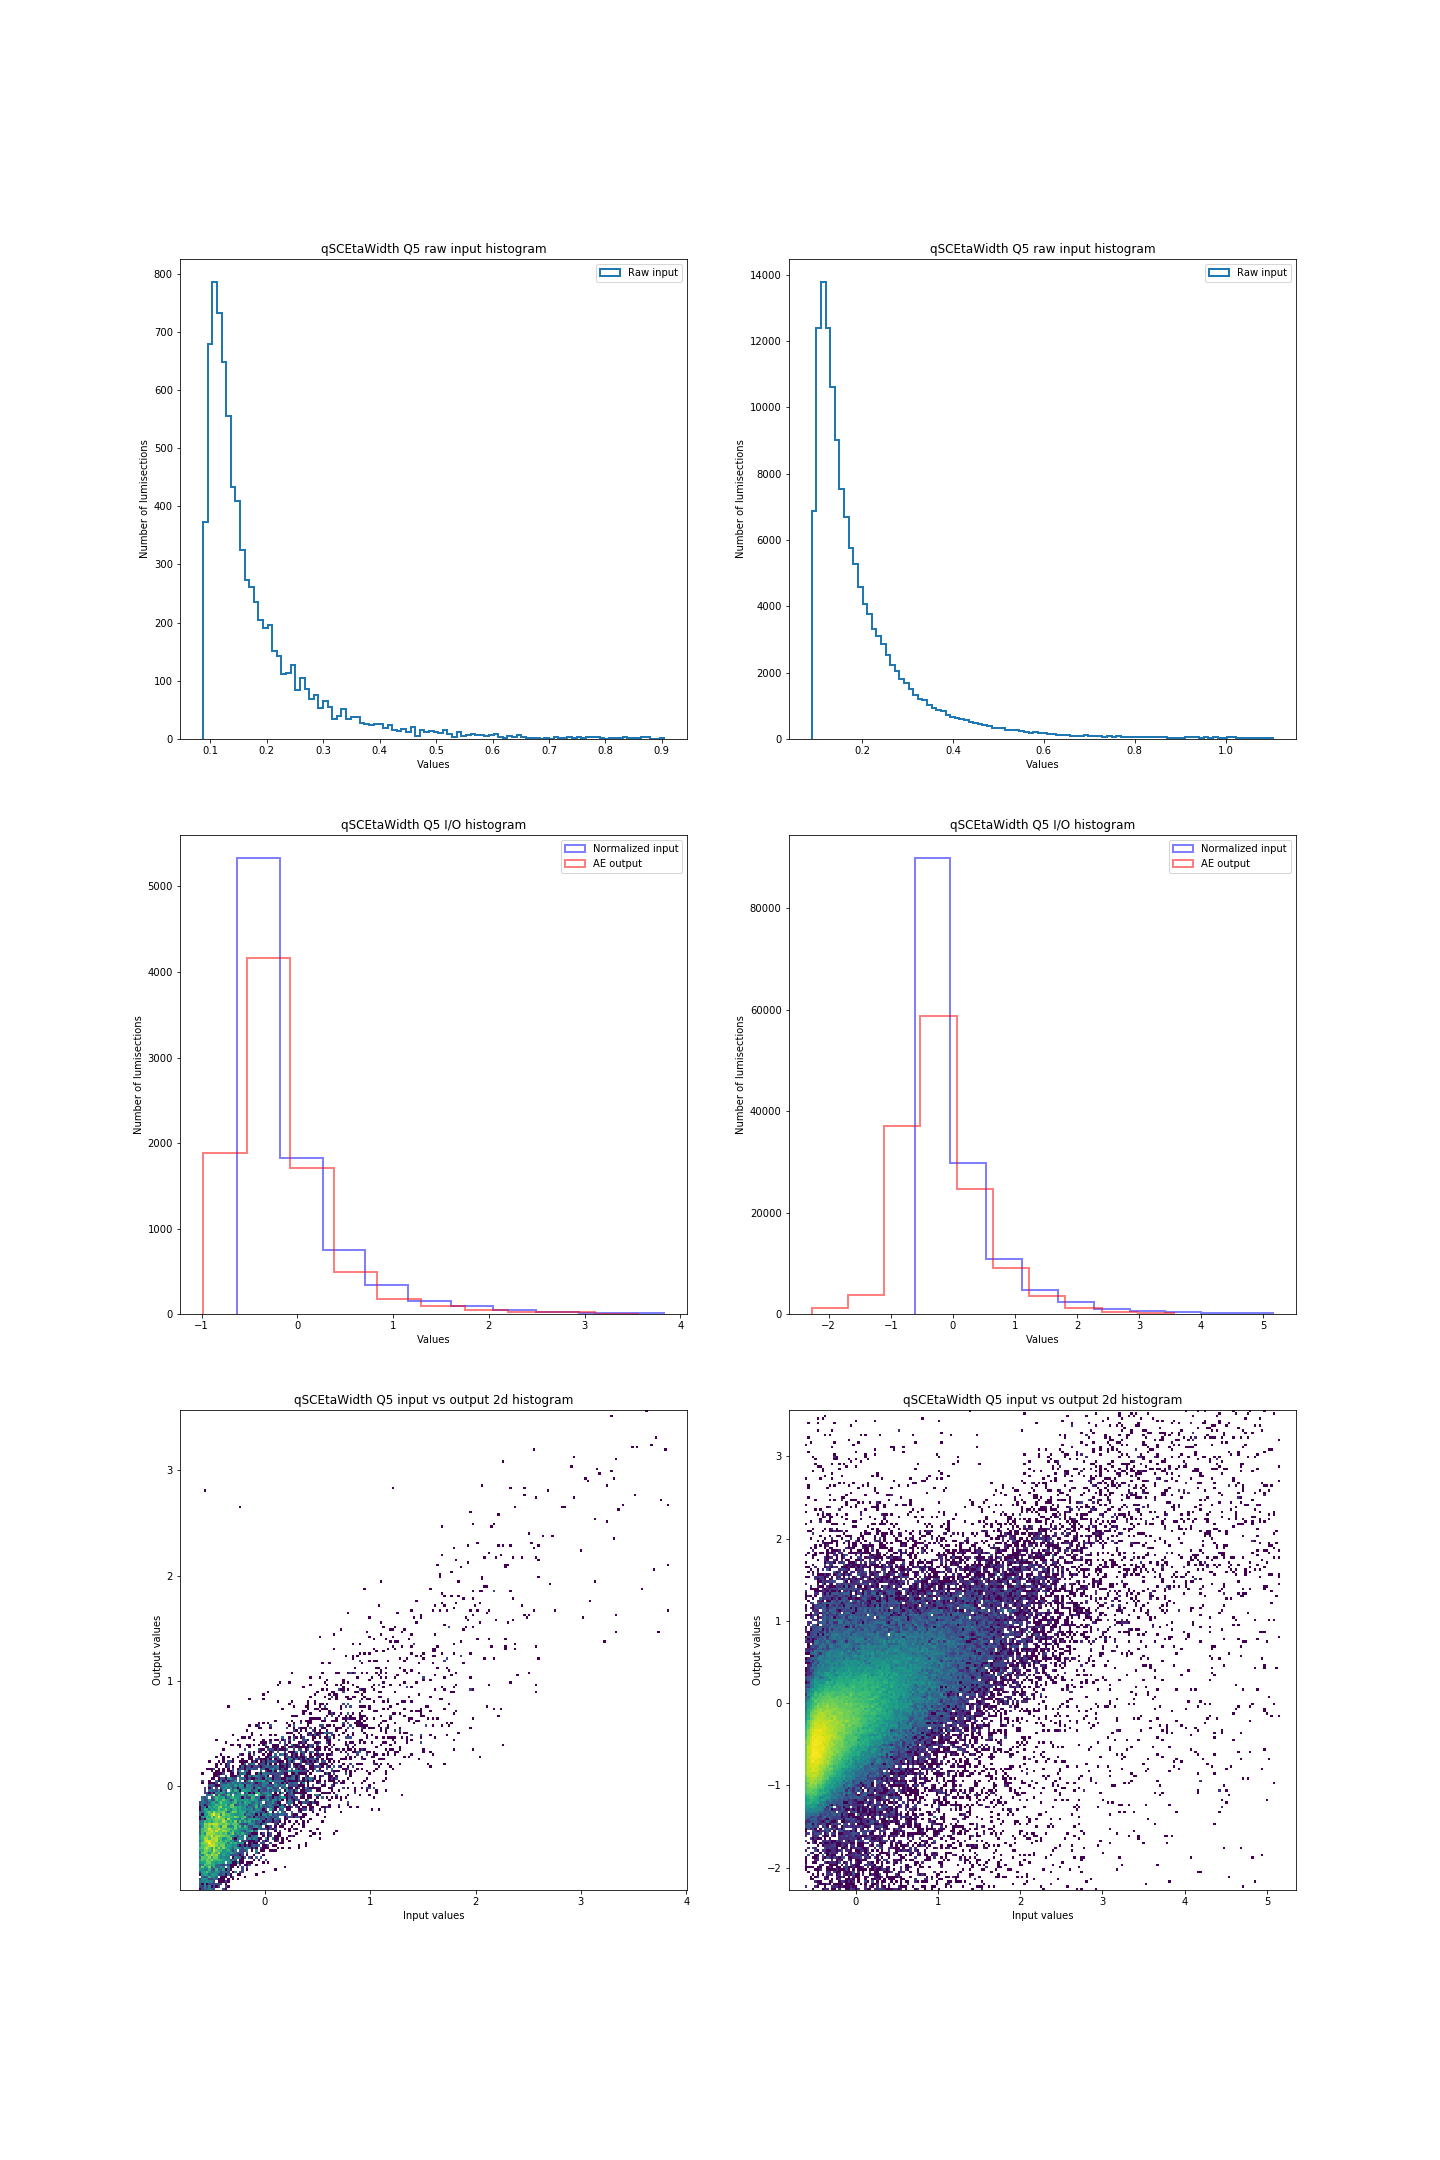 qSCEtaWidth Q5 raw input histogram
Raw input
800
700
600
500
400
300
200
100
0
Number of lumisections
0.1 0.2 0.3 0.4 0.5 0.6 0.7 0.8 0.9
Values
qSCEtaWidth Q5 raw input histogram
Raw input
14000
12000
10000
8000
6000
4000
2000
0
Number of lumisections
0.2 0.4 0.6 0.8 1.0
Values
qSCEtaWidth Q5 I/O histogram
Normalized input
AE output
5000
4000
3000
2000
1000
0
Number of lumisections
−1 0 1 2 3 4
Values
qSCEtaWidth Q5 I/O histogram
Normalized input
AE output
80000
60000
40000
20000
0
Number of lumisections
−2 −1 0 1 2 3 4 5
Values
qSCEtaWidth Q5 input vs output 2d histogram
3
2
1
0
Output values
0 1 2 3 4
Input values
qSCEtaWidth Q5 input vs output 2d histogram
3
2
1
0
−1
−2
Output values
0 1 2 3 4 5
Input values